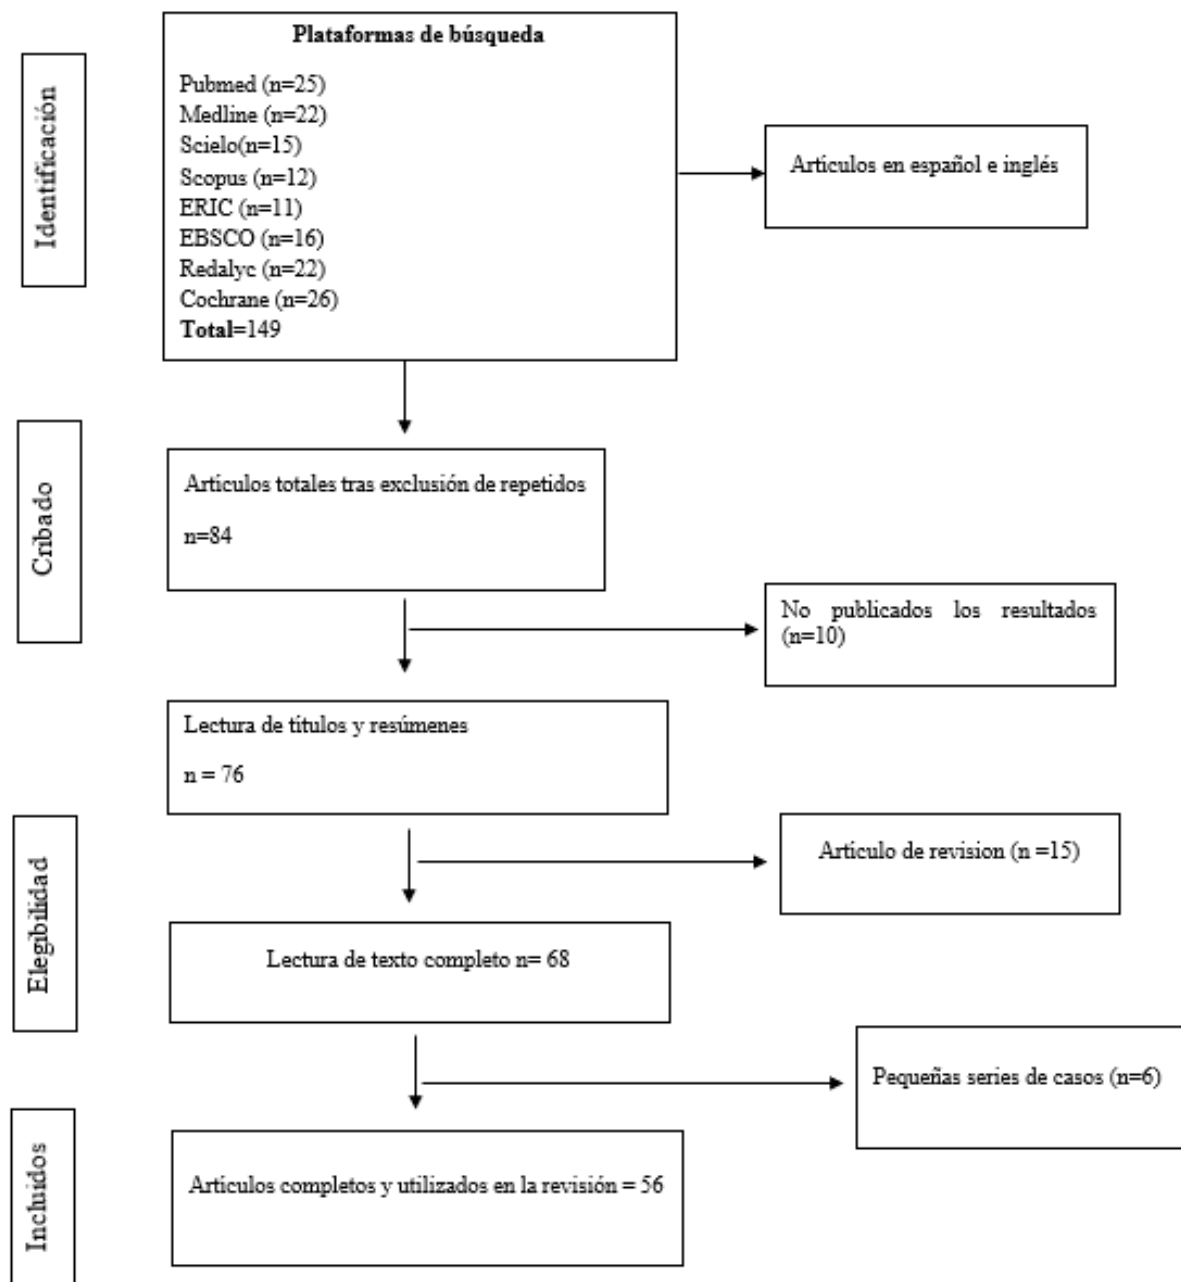 Identificación
Plataformas de búsqueda
Pubmed (n=25)
Medline (n=22)
Scielo(n=15)
Scopus (n=12)
ERIC (n=11)
EBSCO (n=16)
Redalyc (n=22)
Cochrane (n=26)
Total=149
Artículos en español e inglés
Cribado
Artículos totales tras exclusión de repetidos
n=84
No publicados los resultados
(n=10)
Lectura de títulos y resúmenes
n = 76
Elegibilidad
Artículo de revision (n =15)
Lectura de texto completo n= 68
Pequeñas series de casos (n=6)
Incluidos
Artículos completos y utilizados en la revisión = 56